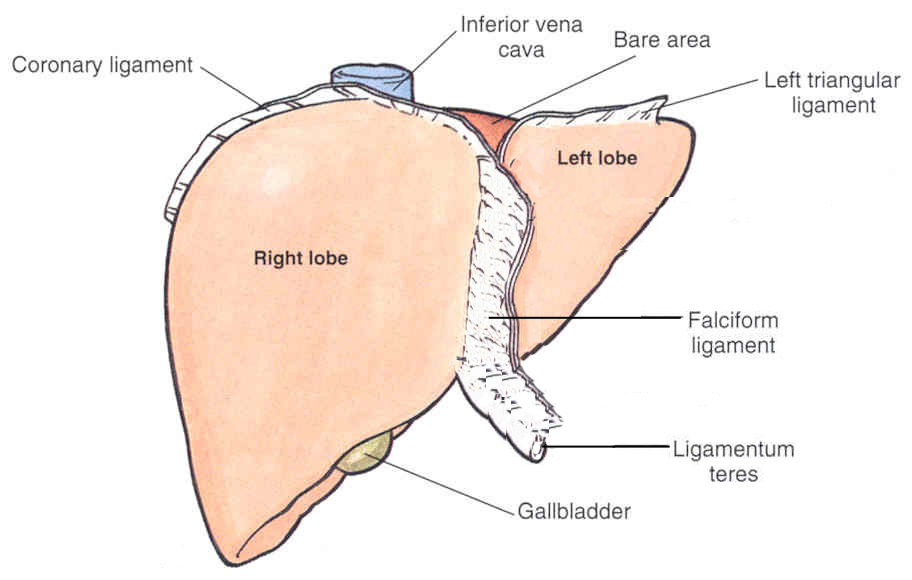 Inferior vena
cava
Bare area
Coronary ligament
Left triangular
ligament
Left lobe
Right lobe
Falciform
ligament
Ligamentum
teres
Gallbladder